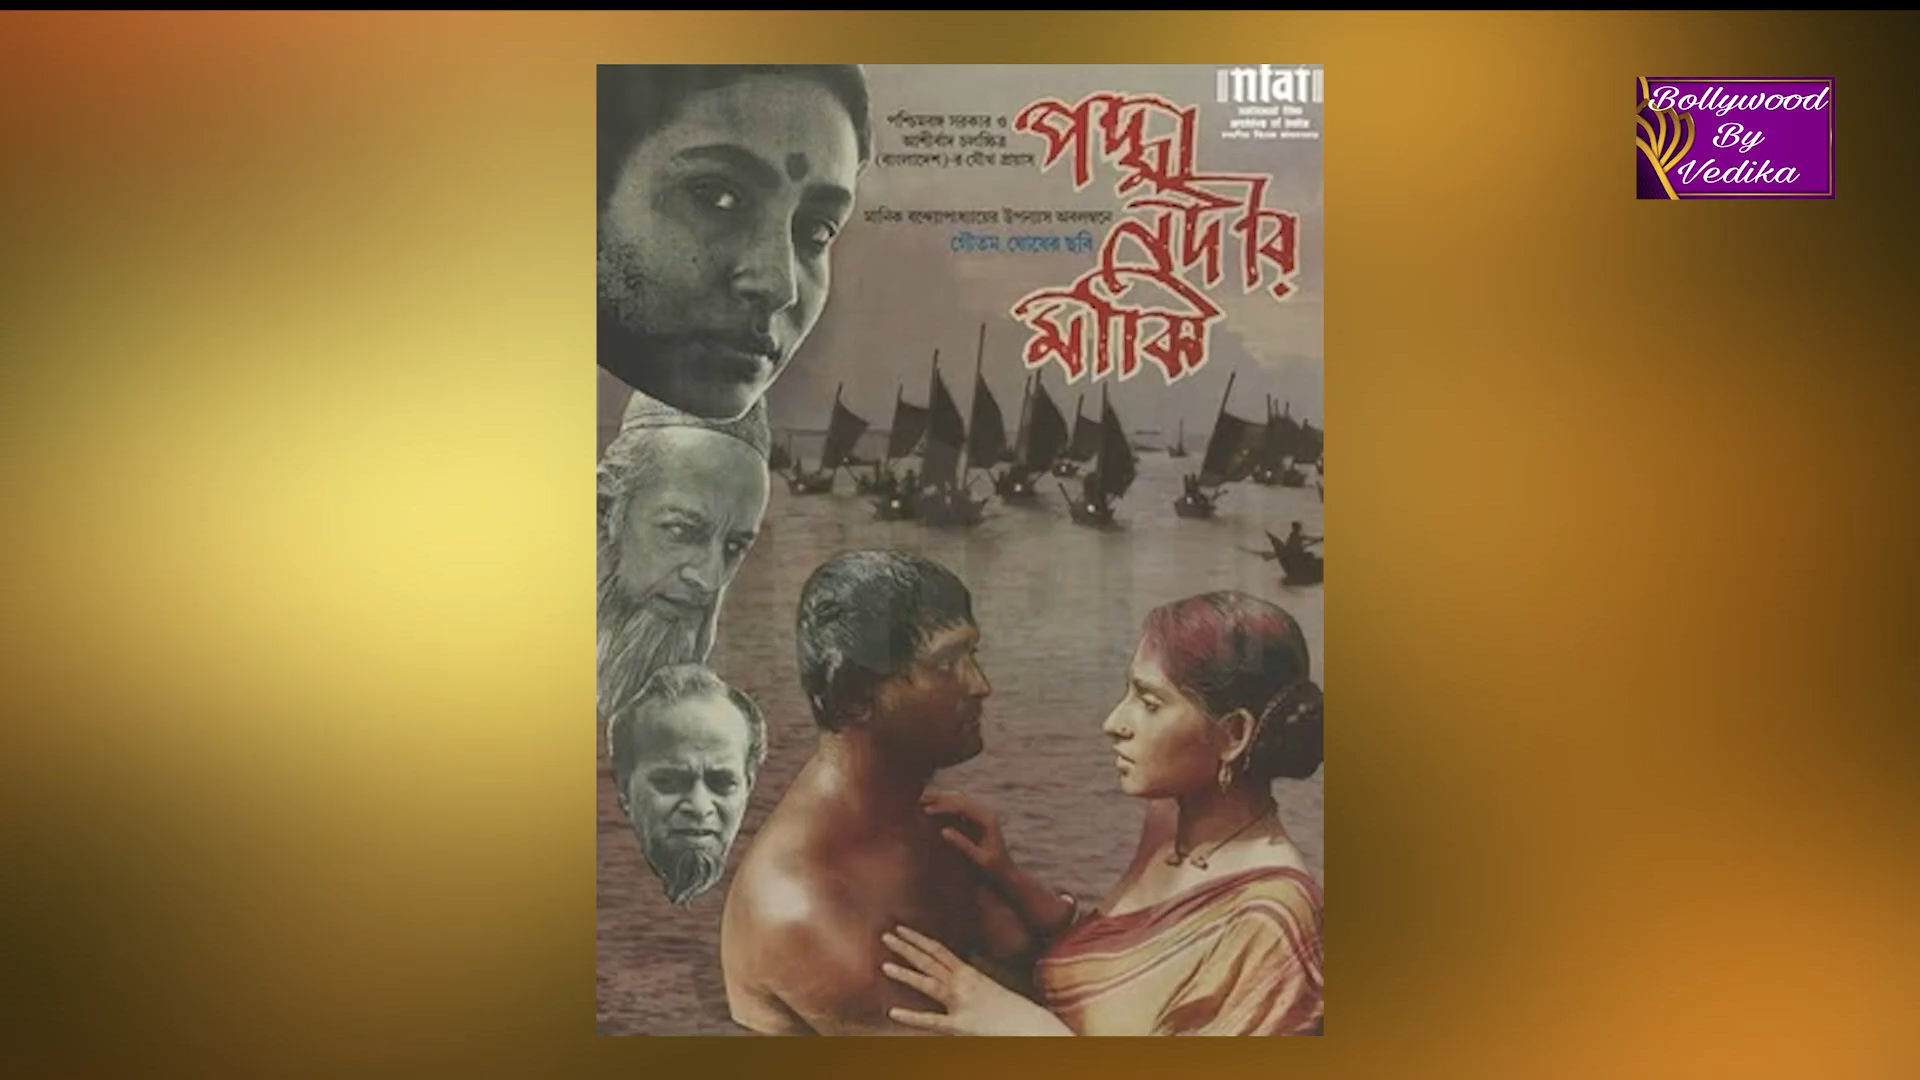 পশ্চিমবঙ্গ সরকার ও
আশীর্বাদ চলচ্চিত্র
(বাংলাদেশ)-র যৌথ প্রয়াস
মানিক বন্দ্যোপাধ্যায়ের উপন্যাস অবলম্বনে
গৌতম ঘোষের ছবি
পদ্মা
নদীর
মাঝি
nfai
national film
archive of india
Bollywood
By
Vedika